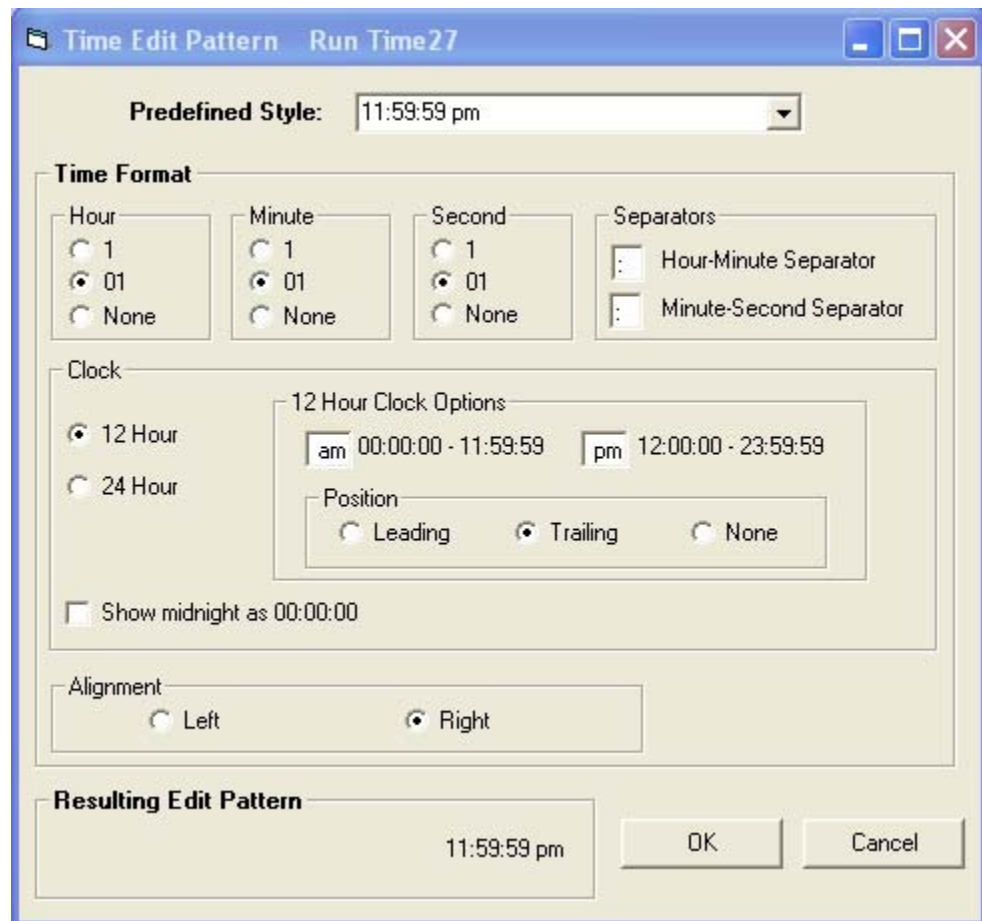 Time Edit Pattern Run Time27
Predefined Style: 11:59:59 pm
Time Format
Hour Minute Second Separators
1 1 1 : Hour-Minute Separator
01 01 01
None None None : Minute-Second Separator
Clock
12 Hour Clock Options
12 Hour
am 00:00:00 - 11:59:59 pm 12:00:00 - 23:59:59
24 Hour
Position
Leading Trailing None
Show midnight as 00:00:00
Alignment
Left Right
Resulting Edit Pattern
11:59:59 pm
OK Cancel